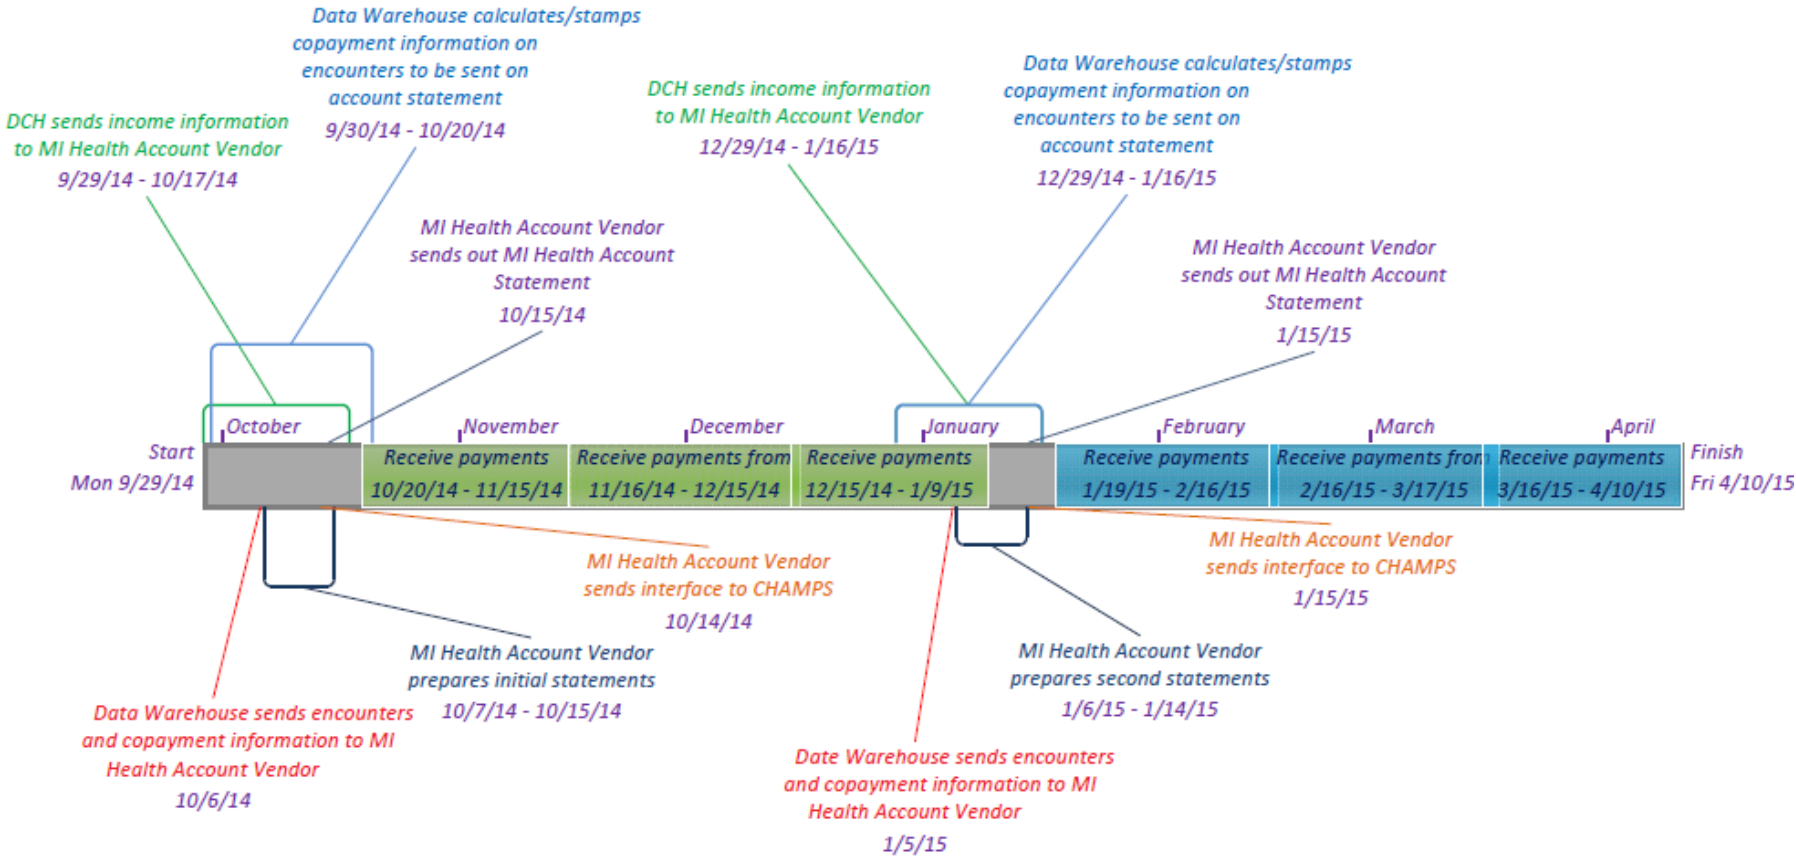 Data Warehouse calculates/stamps
copayment information on
encounters to be sent on
account statement
9/30/14 - 10/20/14
DCH sends income information
to MI Health Account Vendor
9/29/14 - 10/17/14
MI Health Account Vendor
sends out MI Health Account
Statement
10/15/14
DCH sends income information
to MI Health Account Vendor
12/29/14 - 1/16/15
Data Warehouse calculates/stamps
copayment information on
encounters to be sent on
account statement
12/29/14 - 1/16/15
MI Health Account Vendor
sends out MI Health Account
Statement
1/15/15
October
November
December
January
February
March
April
Start
Mon 9/29/14
Receive payments
10/20/14 - 11/15/14
Receive payments from
11/16/14 - 12/15/14
Receive payments
12/15/14 - 1/9/15
Receive payments
1/19/15 - 2/16/15
Receive payments from
2/16/15 - 3/17/15
Receive payments
3/16/15 - 4/10/15
Finish
Fri 4/10/15
MI Health Account Vendor
sends interface to CHAMPS
10/14/14
MI Health Account Vendor
prepares initial statements
10/7/14 - 10/15/14
Data Warehouse sends encounters
and copayment information to MI
Health Account Vendor
10/6/14
MI Health Account Vendor
sends interface to CHAMPS
1/15/15
MI Health Account Vendor
prepares second statements
1/6/15 - 1/14/15
Date Warehouse sends encounters
and copayment information to MI
Health Account Vendor
1/5/15